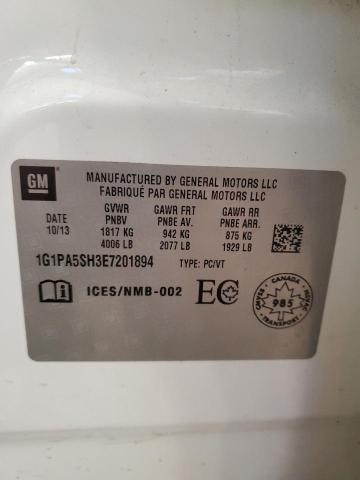 GM
MANUFACTURED BY GENERAL MOTORS LLC
FABRIQUÉ PAR GENERAL MOTORS LLC
GVWR GAWR FRT GAWR RR
DATE PNBV PNBE AV. PNBE ARR.
10/13 1817 KG 942 KG 875 KG
4006 LB 2077 LB 1929 LB
1G1PA5SH3E7201894 TYPE: PC/VT
ICES/NMB-002 EC
CANADA
CMVSS - NSVAC
985
TRANSPORT